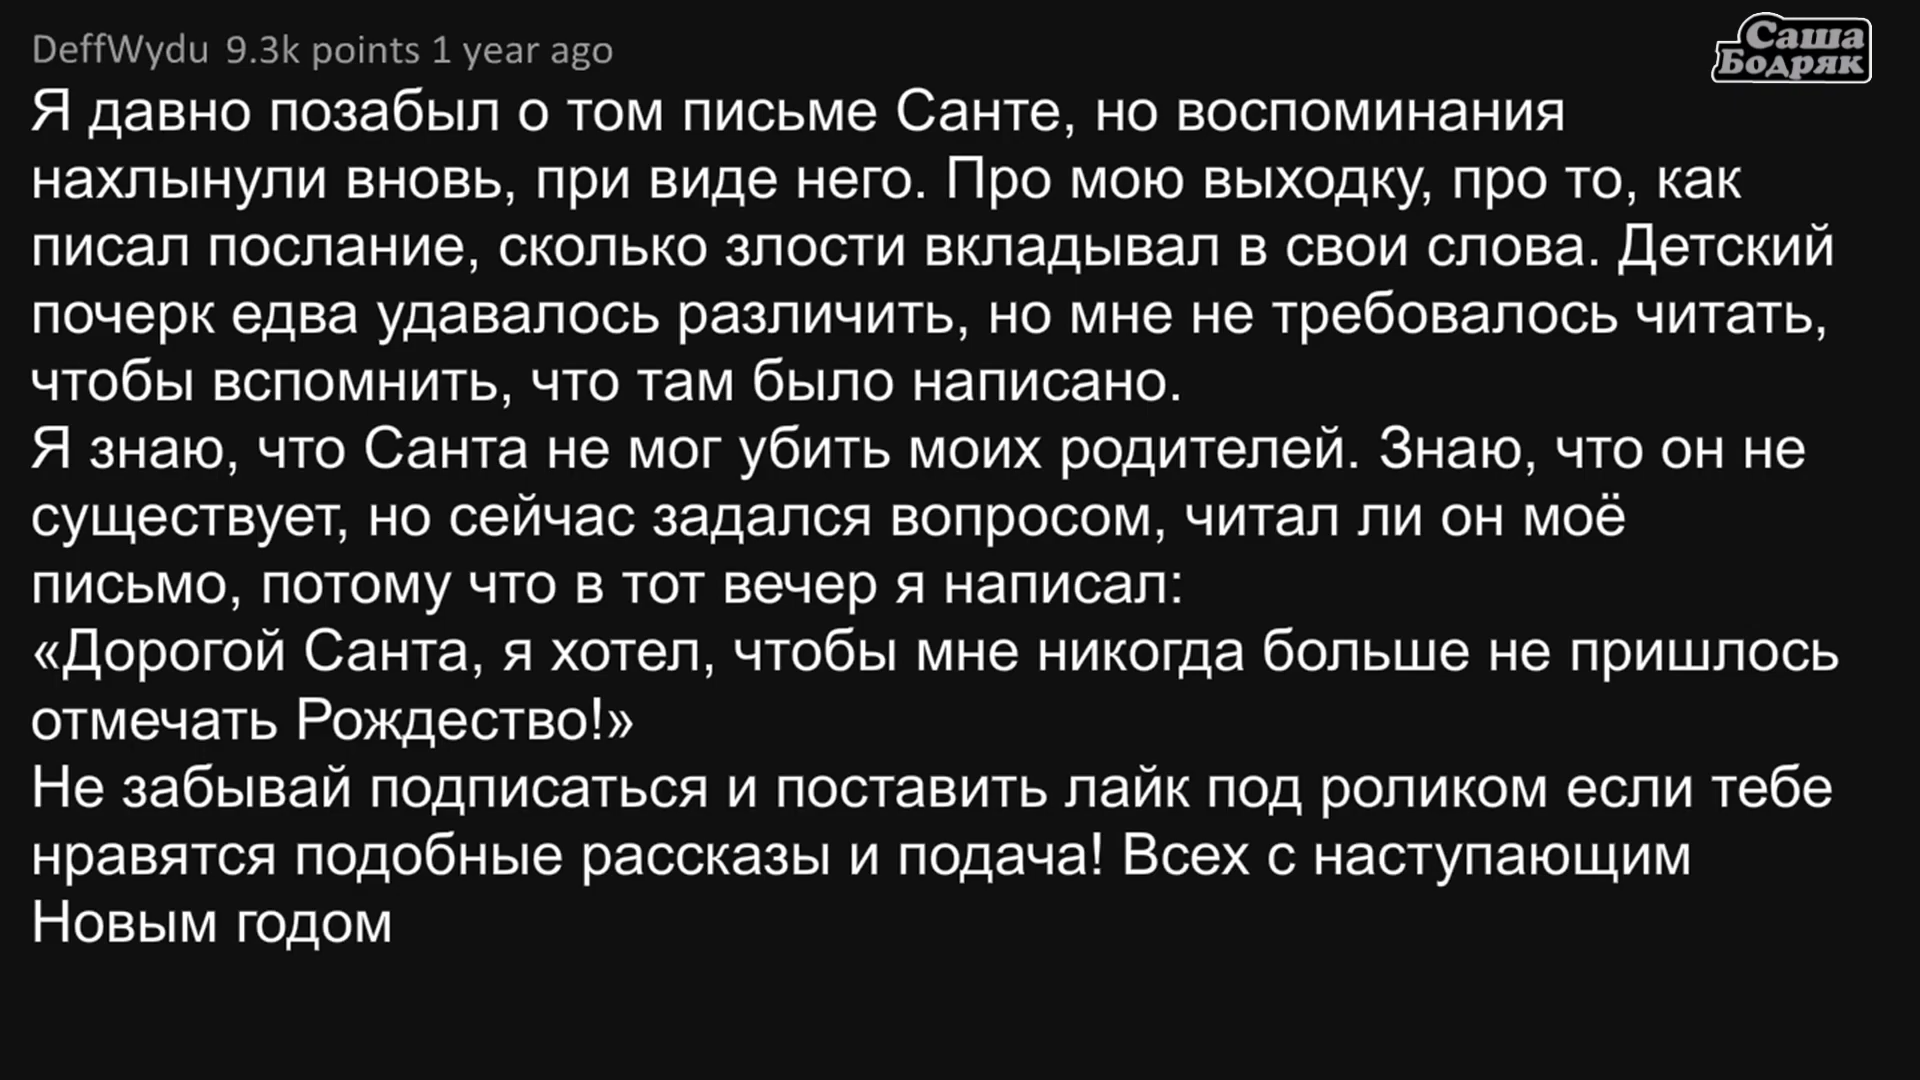 DeffWydu 9.3k points 1 year ago
Саша
Бодряк
Я давно позабыл о том письме Санте, но воспоминания
нахлынули вновь, при виде него. Про мою выходку, про то, как
писал послание, сколько злости вкладывал в свои слова. Детский
почерк едва удавалось различить, но мне не требовалось читать,
чтобы вспомнить, что там было написано.
Я знаю, что Санта не мог убить моих родителей. Знаю, что он не
существует, но сейчас задался вопросом, читал ли он моё
письмо, потому что в тот вечер я написал:
«Дорогой Санта, я хотел, чтобы мне никогда больше не пришлось
отмечать Рождество!»
Не забывай подписаться и поставить лайк под роликом если тебе
нравятся подобные рассказы и подача! Всех с наступающим
Новым годом